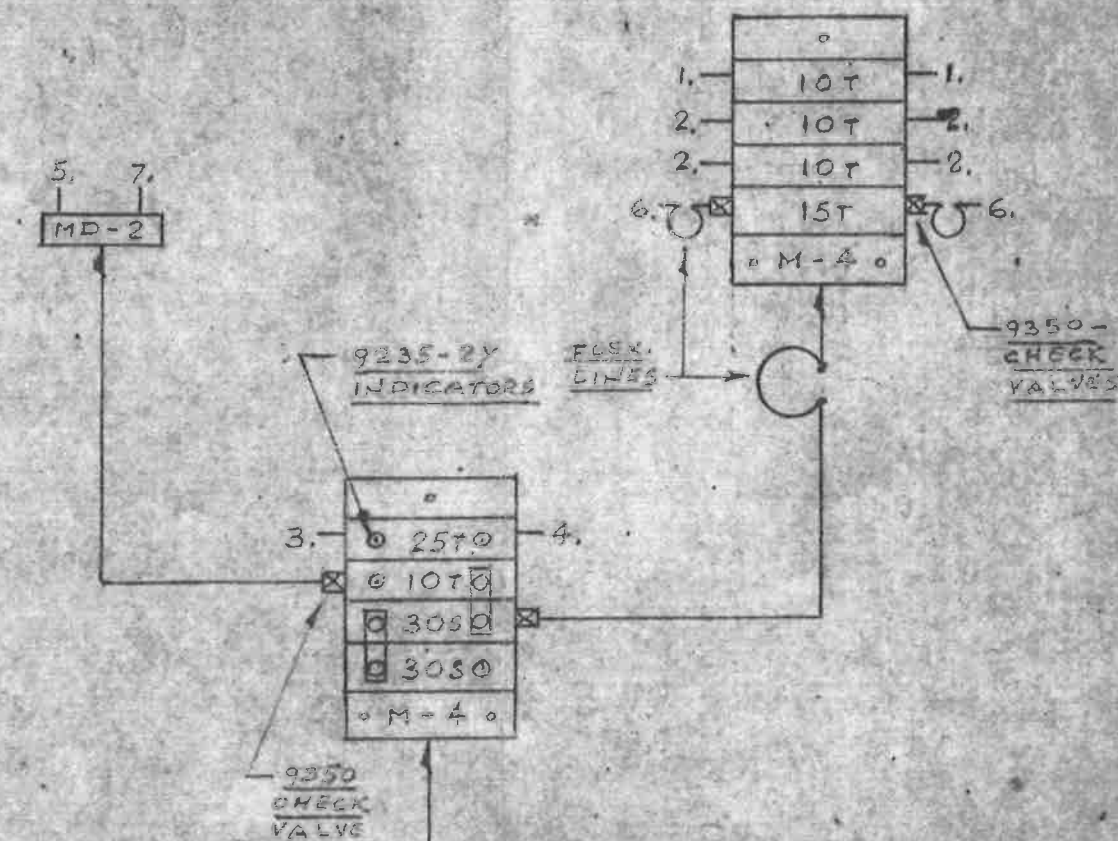 1. 10T 1.
2. 10T 2.
2. 10T 2.
6. 15T 6.
M-4
5. 7.
MD-2
9350-
CHECK
VALVES
9235-2Y
INDICATORS
FLEX.
LINES
3. 25T 4.
10T
30S
30S
M-4
9350
CHECK
VALVE